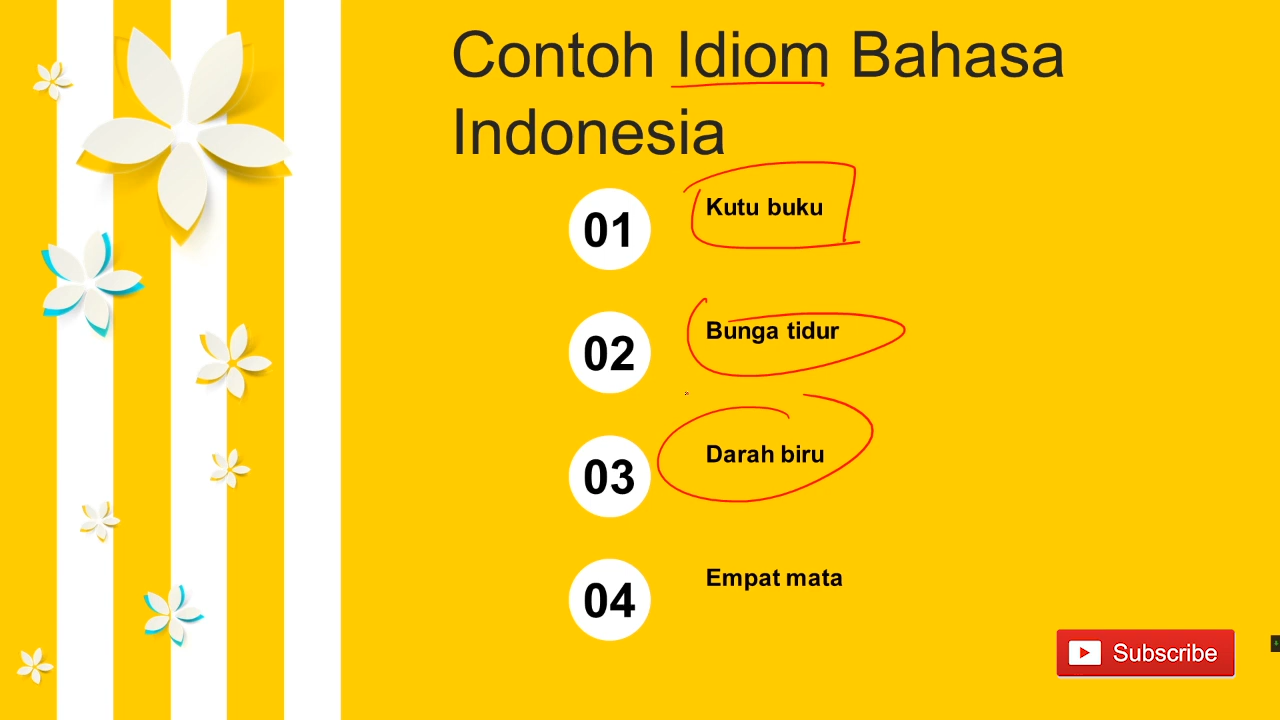 Contoh Idiom Bahasa
Indonesia
01
Kutu buku
02
Bunga tidur
03
Darah biru
04
Empat mata
Subscribe